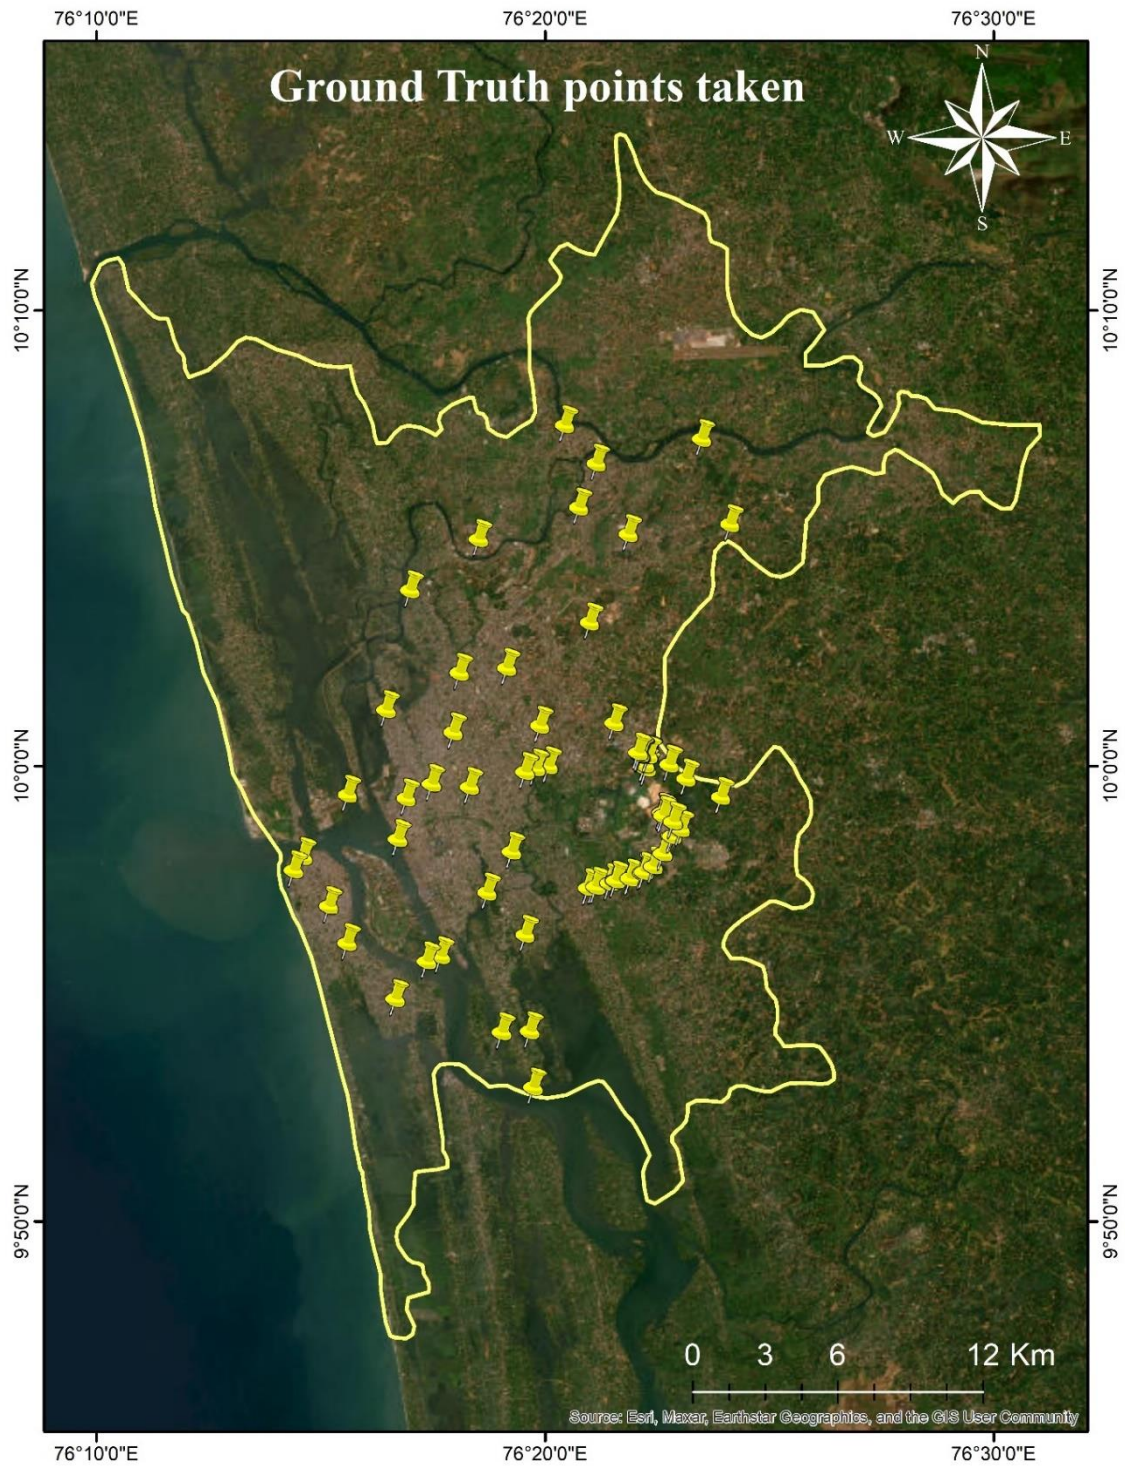 76°10'0"E 76°20'0"E 76°30'0"E
Ground Truth points taken
N
W E
S
10°10'0"N 10°10'0"N
10°0'0"N 10°0'0"N
9°50'0"N 9°50'0"N
0 3 6 12 Km
Source: Esri, Maxar, Earthstar Geographics, and the GIS User Community
76°10'0"E 76°20'0"E 76°30'0"E